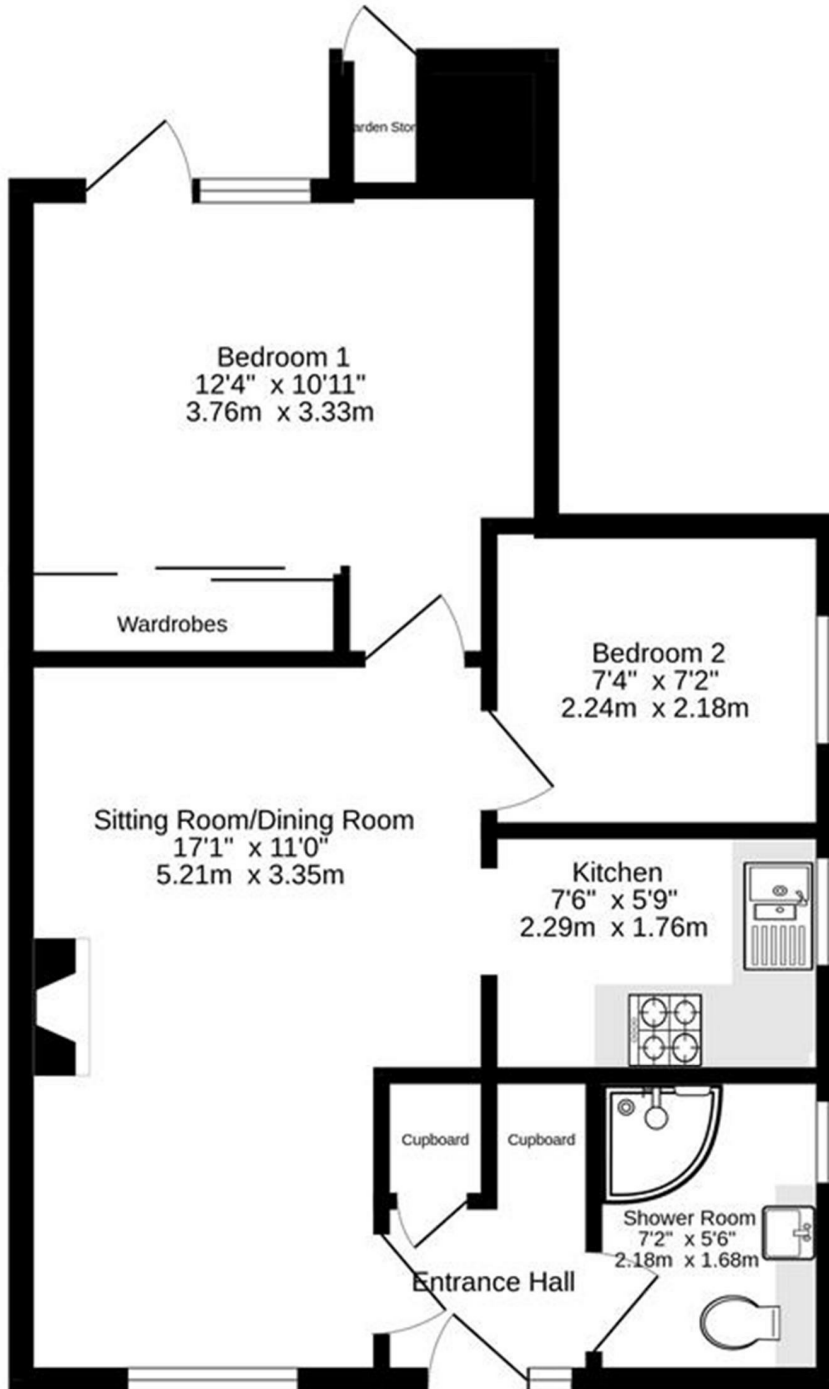 arden Stor
Bedroom 1
12'4" x 10'11"
3.76m x 3.33m
Wardrobes
Bedroom 2
7'4" x 7'2"
2.24m x 2.18m
Sitting Room/Dining Room
17'1" x 11'0"
5.21m x 3.35m
Kitchen
7'6" x 5'9"
2.29m x 1.76m
Cupboard
Cupboard
Shower Room
7'2" x 5'6"
2.18m x 1.68m
Entrance Hall